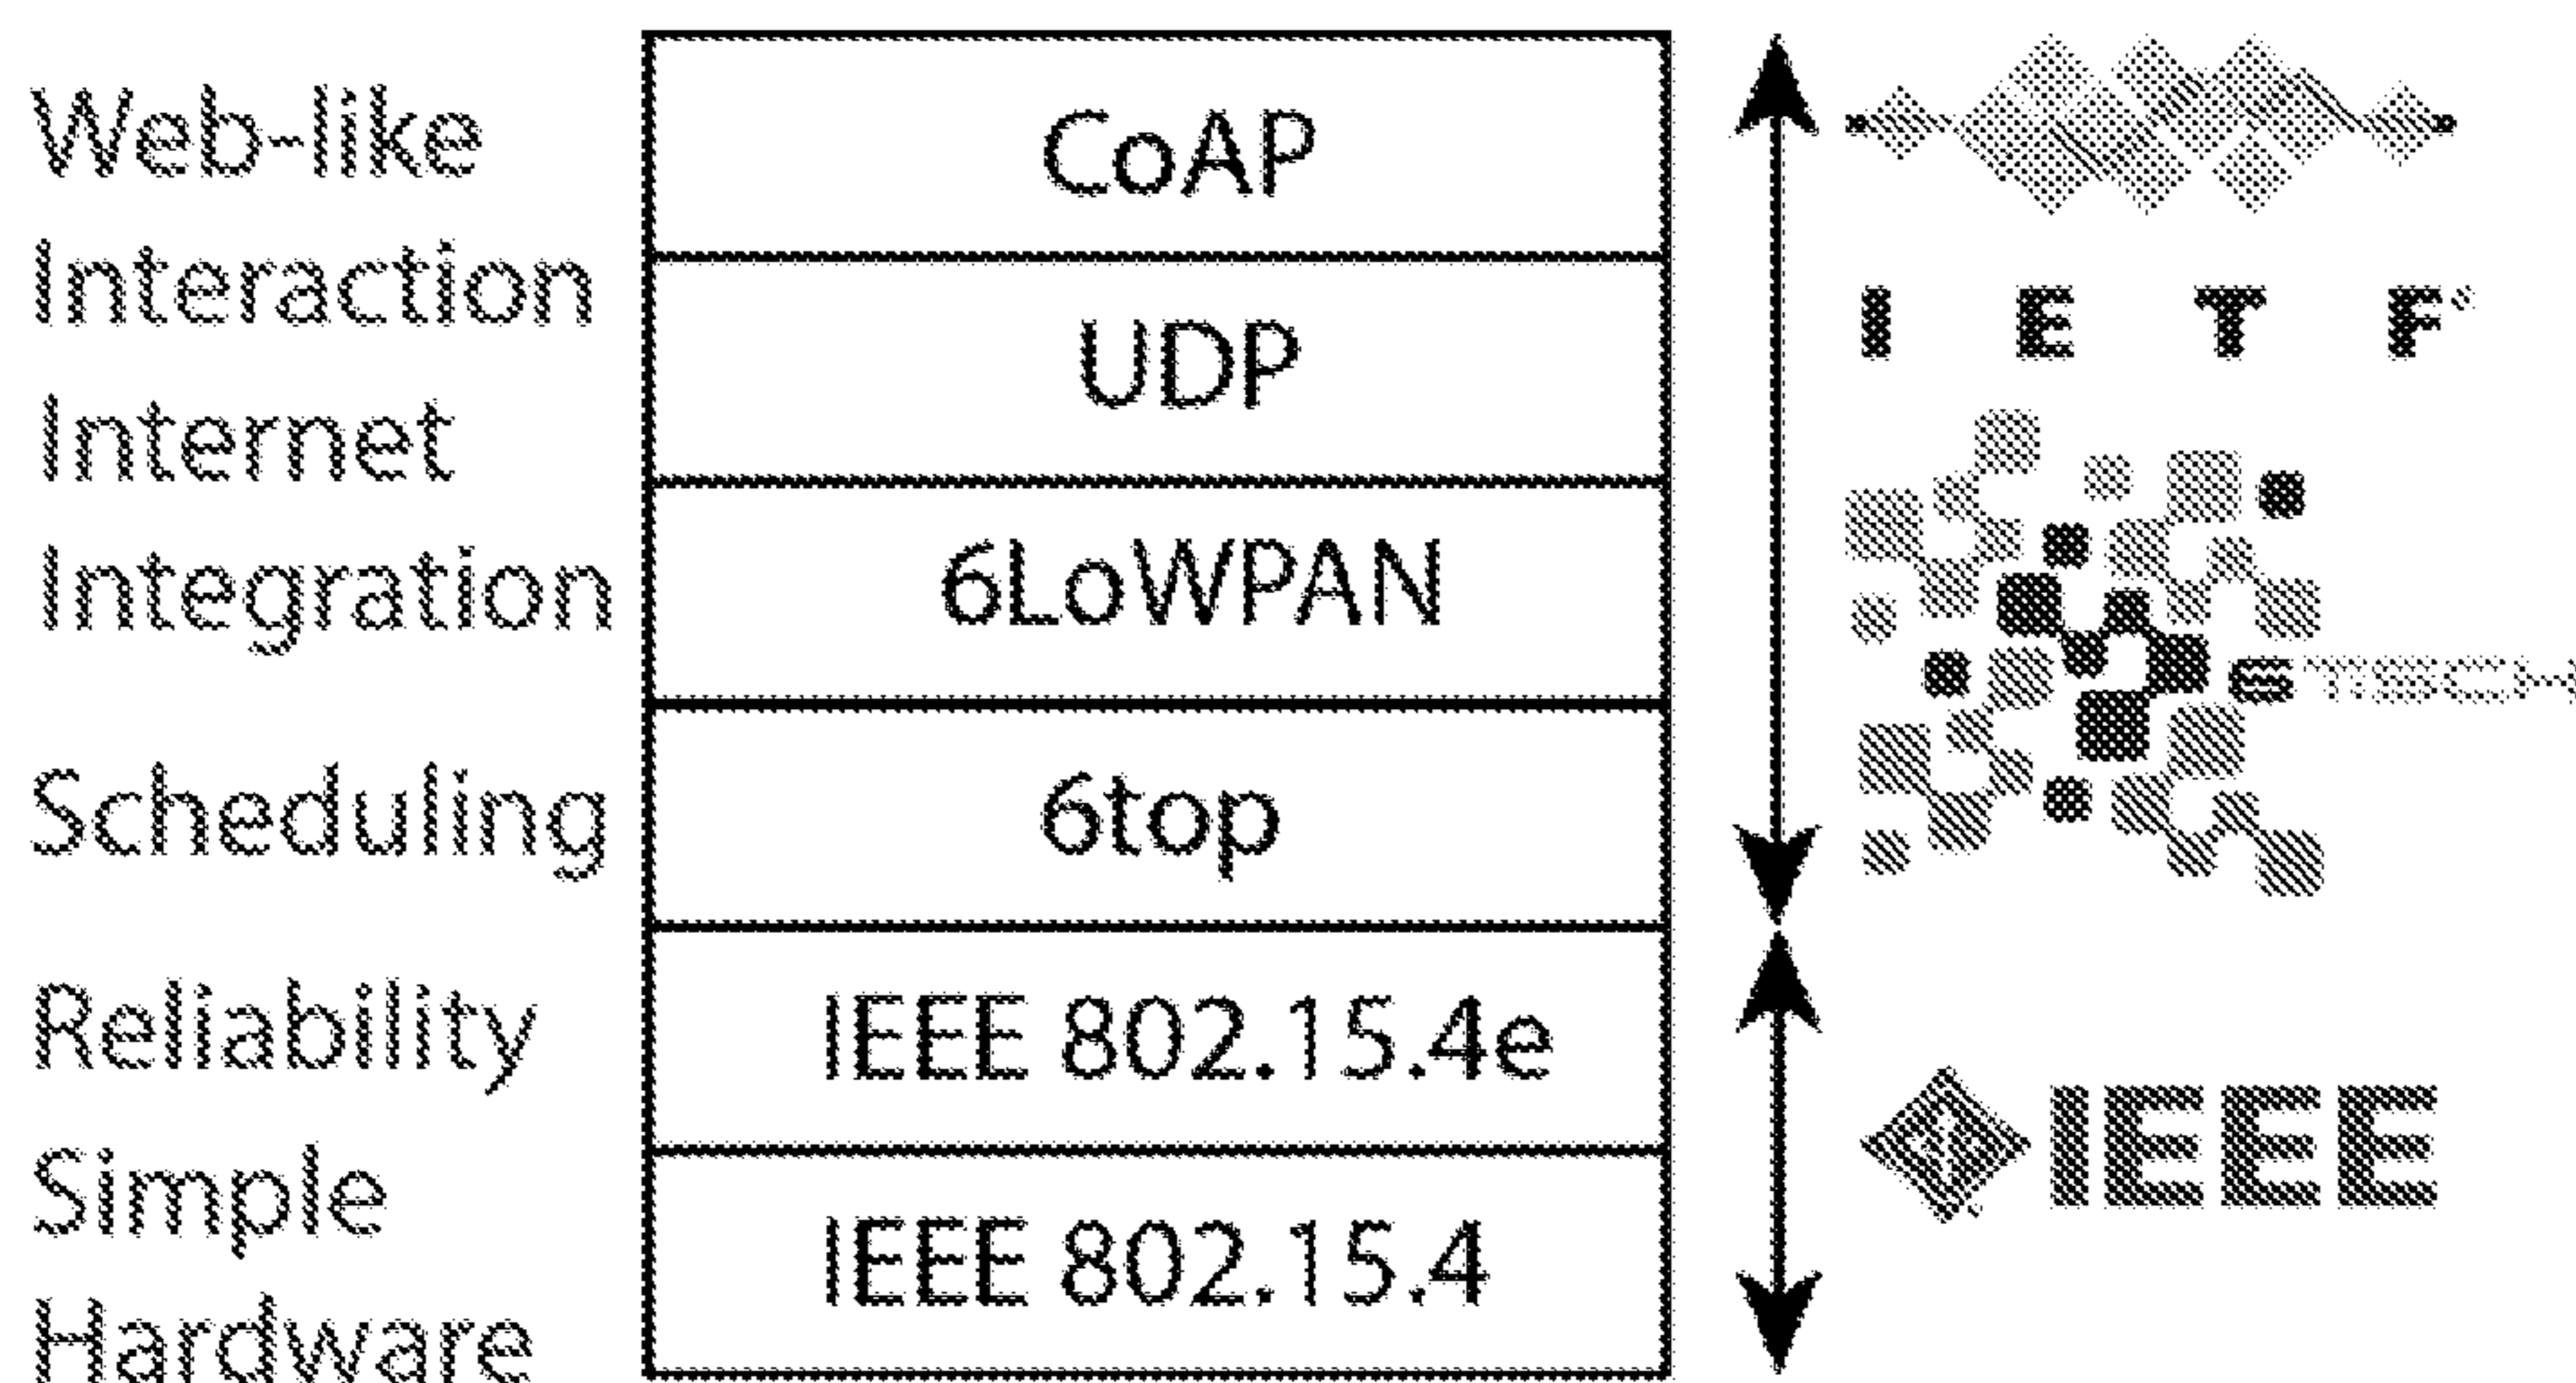 Web-like
Interaction
Internet
Integration
Scheduling
Reliability
Simple
Hardware
CoAP
UDP
6LoWPAN
6top
IEEE 802.15.4e
IEEE 802.15.4
I E T F
6TiSCH
IEEE